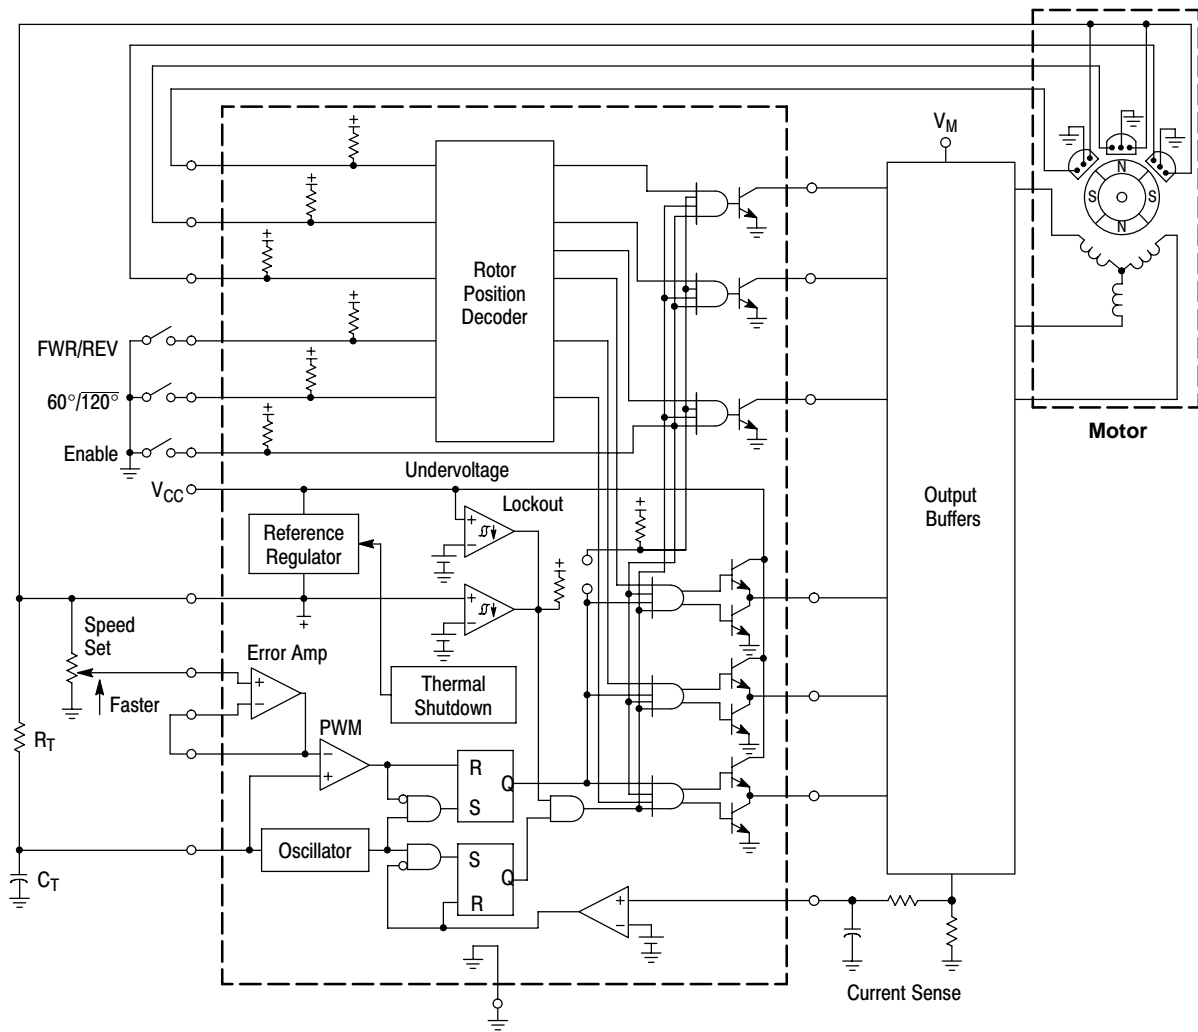 V_M
N
S
S
N
Rotor
Position
Decoder
FWR/REV
60°/120°
Enable
Motor
Undervoltage
V_CC
Lockout
Output
Buffers
+
−
Reference
Regulator
+
−
+
Speed
Set
Error Amp
+
−
Faster
Thermal
Shutdown
PWM
R_T
−
+
R
Q
S
Oscillator
S
Q
R
C_T
+
−
Current Sense